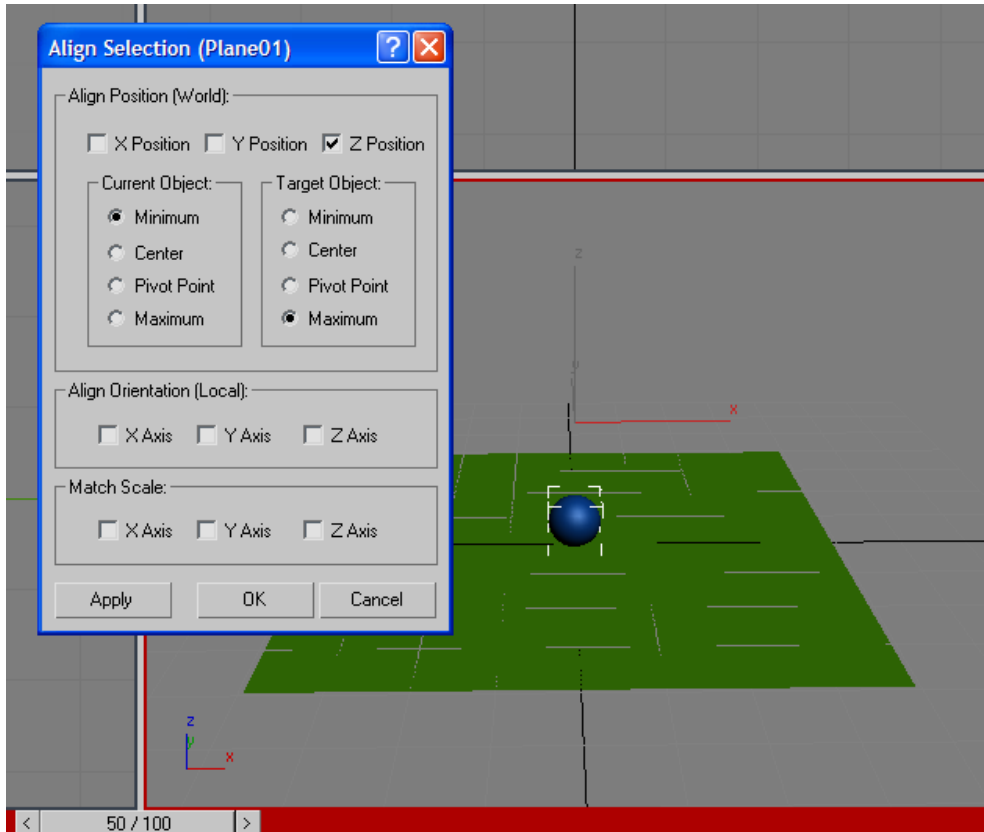 Align Selection (Plane01)
?
Align Position (World):
X Position Y Position Z Position
Current Object: Target Object:
Minimum Minimum
Center Center
Pivot Point Pivot Point
Maximum Maximum
Align Orientation (Local):
X Axis Y Axis Z Axis
Match Scale:
X Axis Y Axis Z Axis
Apply OK Cancel
z
y
x
z
y
x
< 50 / 100 >